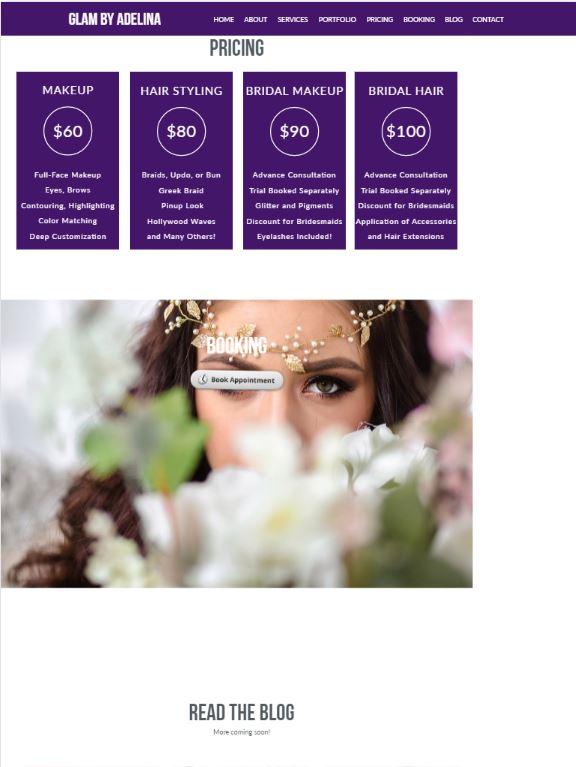 GLAM BY ADELINA
HOME ABOUT SERVICES PORTFOLIO PRICING BOOKING BLOG CONTACT
PRICING
MAKEUP
$60
Full-Face Makeup
Eyes, Brows
Contouring, Highlighting
Color Matching
Deep Customization
HAIR STYLING
$80
Braids, Updo, or Bun
Greek Braid
Pinup Look
Hollywood Waves
and Many Others!
BRIDAL MAKEUP
$90
Advance Consultation
Trial Booked Separately
Glitter and Pigments
Discount for Bridesmaids
Eyelashes Included!
BRIDAL HAIR
$100
Advance Consultation
Trial Booked Separately
Discount for Bridesmaids
Application of Accessories
and Hair Extensions
BOOKING
Book Appointment
READ THE BLOG
More coming soon!